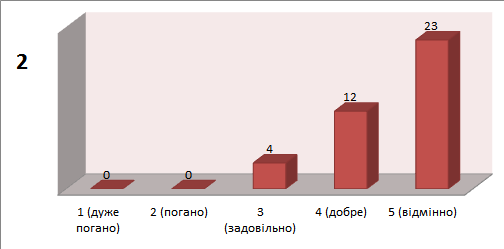 23
2
12
4
0
0
1 (дуже погано)
2 (погано)
3 (задовільно)
4 (добре)
5 (відмінно)